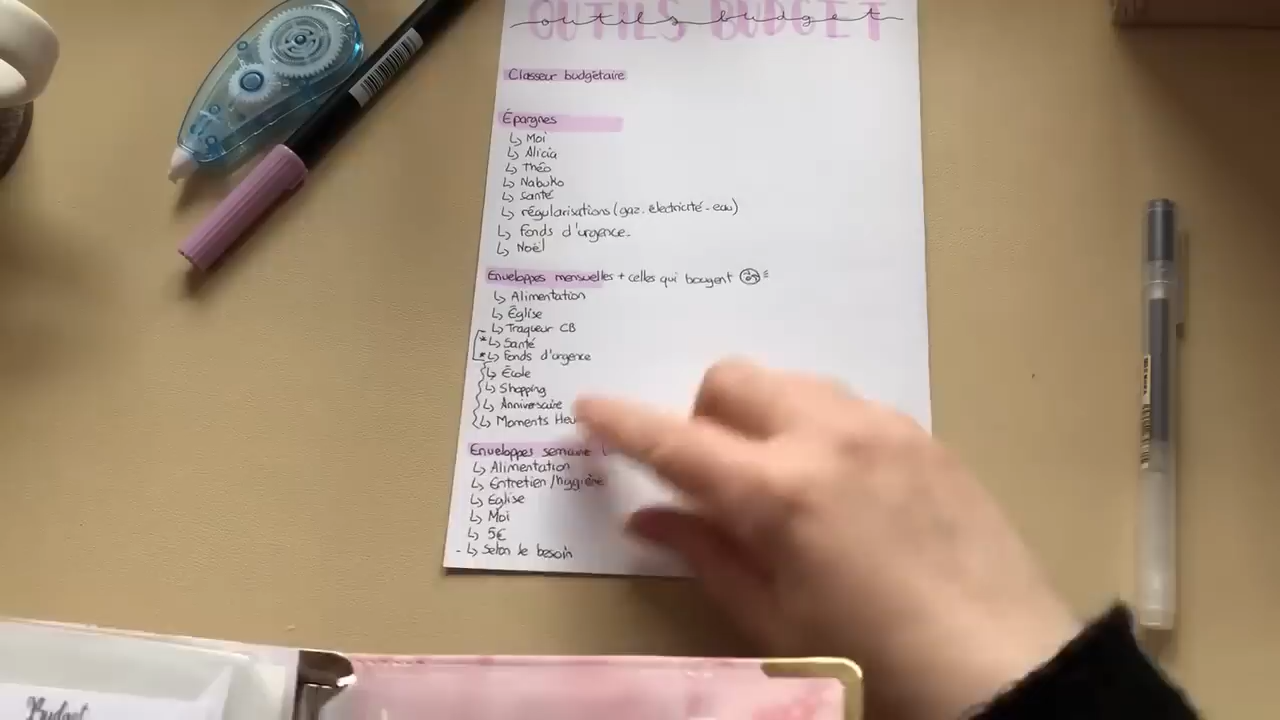 OUTILS BUDGET
outils budget
Classeur budgétaire
Épargnes
↳ Moi
↳ Alicia
↳ Théo
↳ Nabuko
↳ Santé
↳ régularisations (gaz - électricité - eau)
↳ Fonds d'urgence.
↳ Noël
Enveloppes mensuelles + celles qui bougent
↳ Alimentation
↳ Église
↳ Traqueur CB
* ↳ Santé
* ↳ Fonds d'urgence
↳ École
↳ Shopping
↳ Anniversaire
↳ Moments
Enveloppes semaine
↳ Alimentation
↳ Entretien / hygiène
↳ Église
↳ Moi
↳ 5€
- ↳ Selon le besoin
Budget